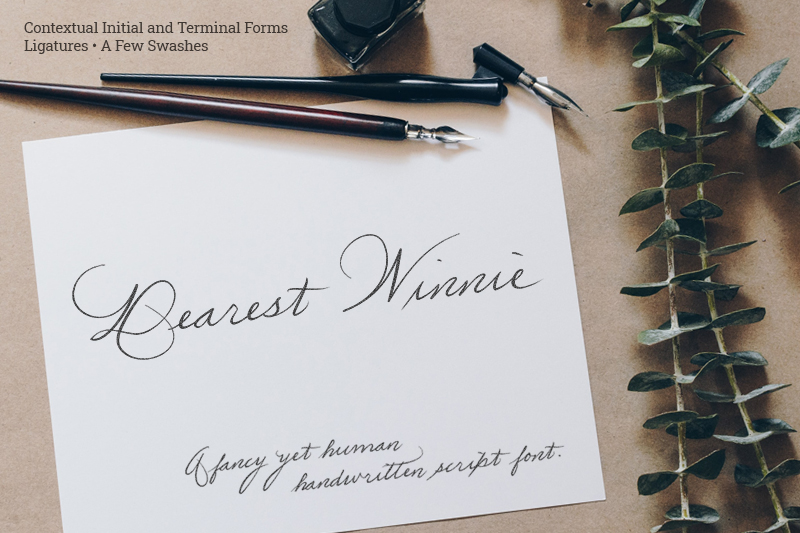 Contextual Initial and Terminal Forms
Ligatures • A Few Swashes
Dearest Winnie
A fancy yet human
handwritten script font.